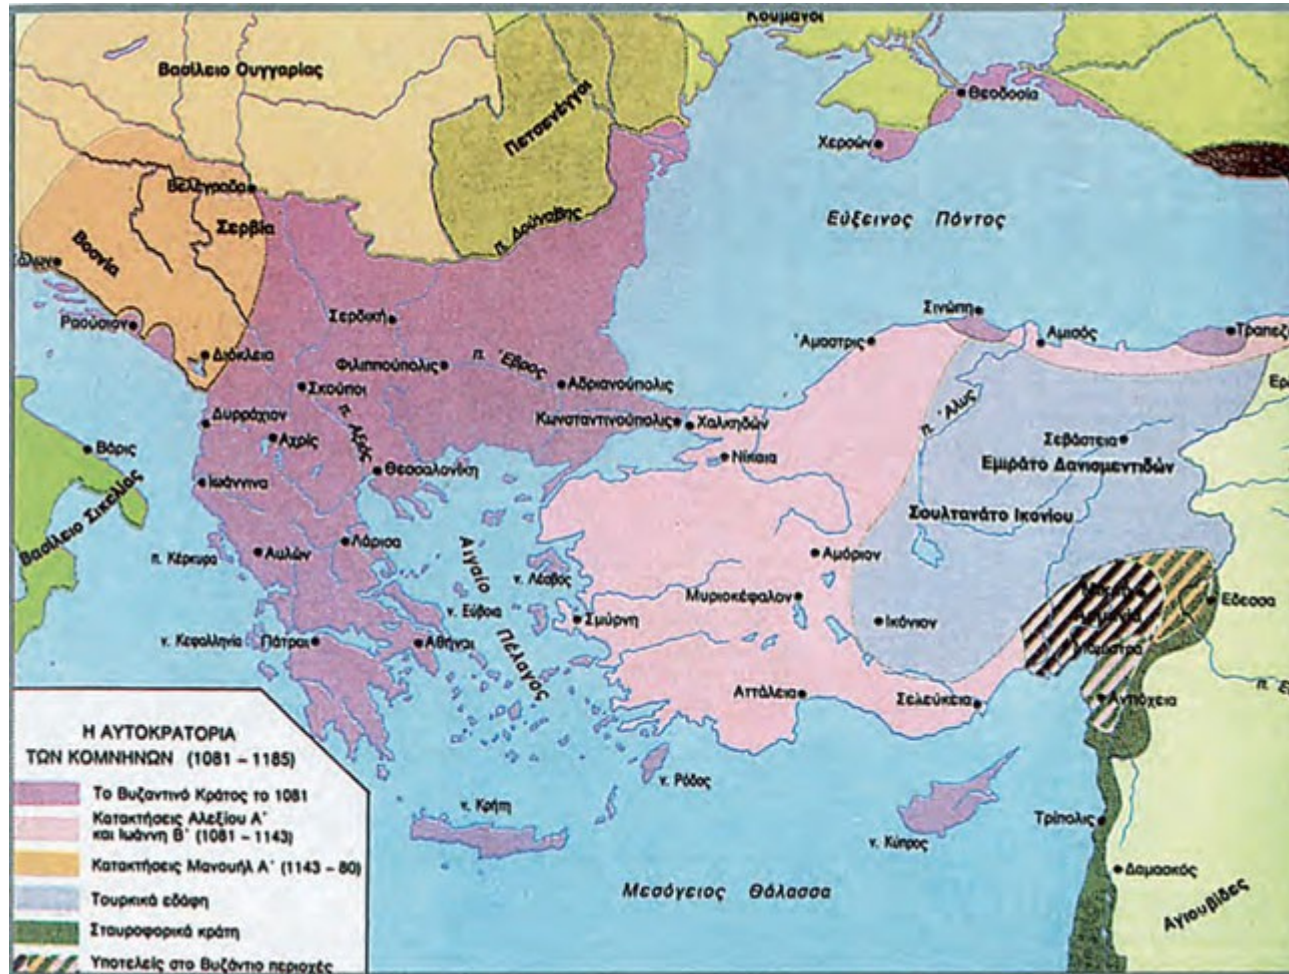 Κουμάνοι
Βασίλειο Ουγγαρίας
Πετσενέγγοι
Θεοδοσία
Χερσών
Βελέγραδα
Σερβία
Βοσνία
π. Δούναβης
Εύξεινος Πόντος
Ραούσιον
Σερδική
Σινώπη
Αμισός
Άμαστρις
Διόκλεια
Φιλιππούπολις
π. Έβρος
Σκούποι
Αδριανούπολις
π. Άλυς
Δυρράχιον
π. Αξιός
Κωνσταντινούπολις
Χαλκηδών
Βάρις
Αχρίς
Σεβάστεια
Θεσσαλονίκη
Νίκαια
Εμιράτο Δανισμεντιδών
Ιωάννινα
Σουλτανάτο Ικονίου
Βασίλειο Σικελίας
Λάρισα
Αιγαίο Πέλαγος
π. Κέρκυρα
Αυλών
Αμόριον
ν. Λέσβος
Μυριοκέφαλον
Έδεσσα
ν. Εύβοια
Σμύρνη
Ικόνιον
ν. Κεφαλληνία
Πάτραι
Αθήναι
Ατταλεια
Σελεύκεια
Αντιόχεια
ν. Ρόδος
ν. Κρήτη
ν. Κύπρος
Τρίπολις
Δαμασκός
Μεσόγειος Θάλασσα
Αγιουβίδες
Η ΑΥΤΟΚΡΑΤΟΡΙΑ
ΤΩΝ ΚΟΜΝΗΝΩΝ (1081 – 1185)
Το Βυζαντινό Κράτος το 1081
Κατακτήσεις Αλεξίου Α'
και Ιωάννη Β' (1081 – 1143)
Κατακτήσεις Μανουήλ Α' (1143 – 80)
Τουρκικά εδάφη
Σταυροφορικά κράτη
Υποτελείς στο Βυζάντιο περιοχές